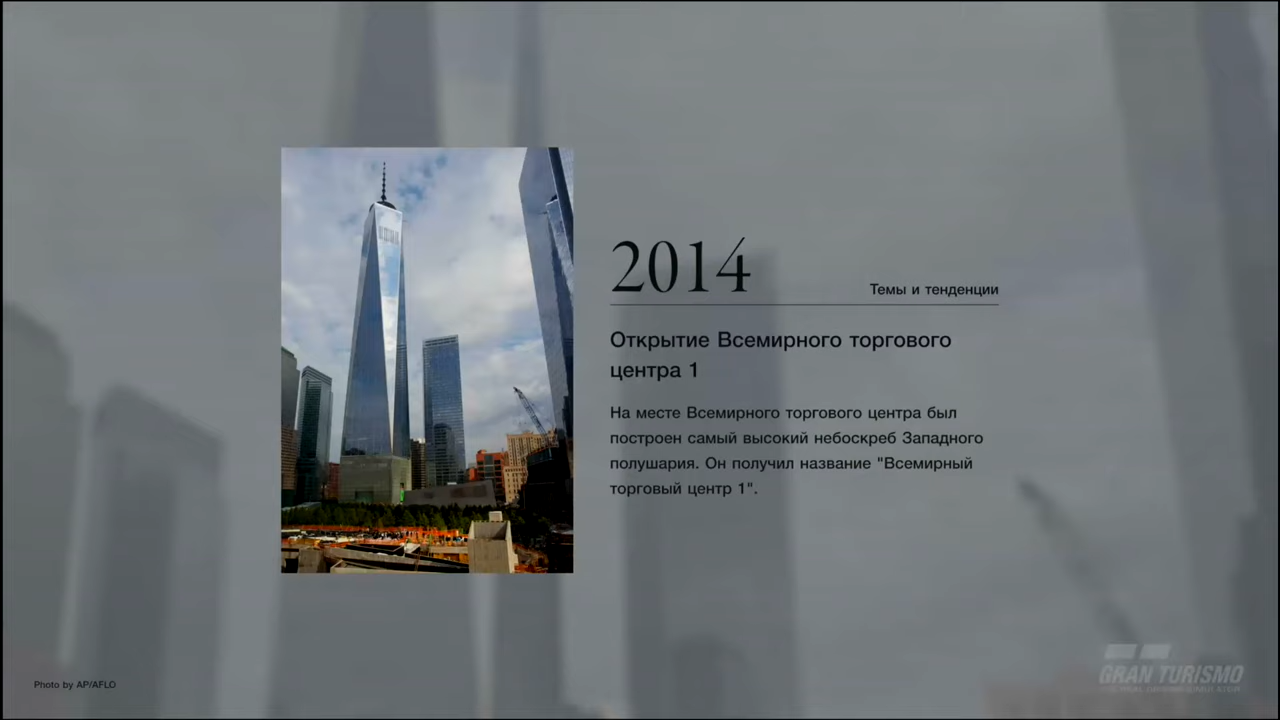 2014
Темы и тенденции
Открытие Всемирного торгового
центра 1
На месте Всемирного торгового центра был
построен самый высокий небоскреб Западного
полушария. Он получил название "Всемирный
торговый центр 1".
Photo by AP/AFLO
GRAN TURISMO